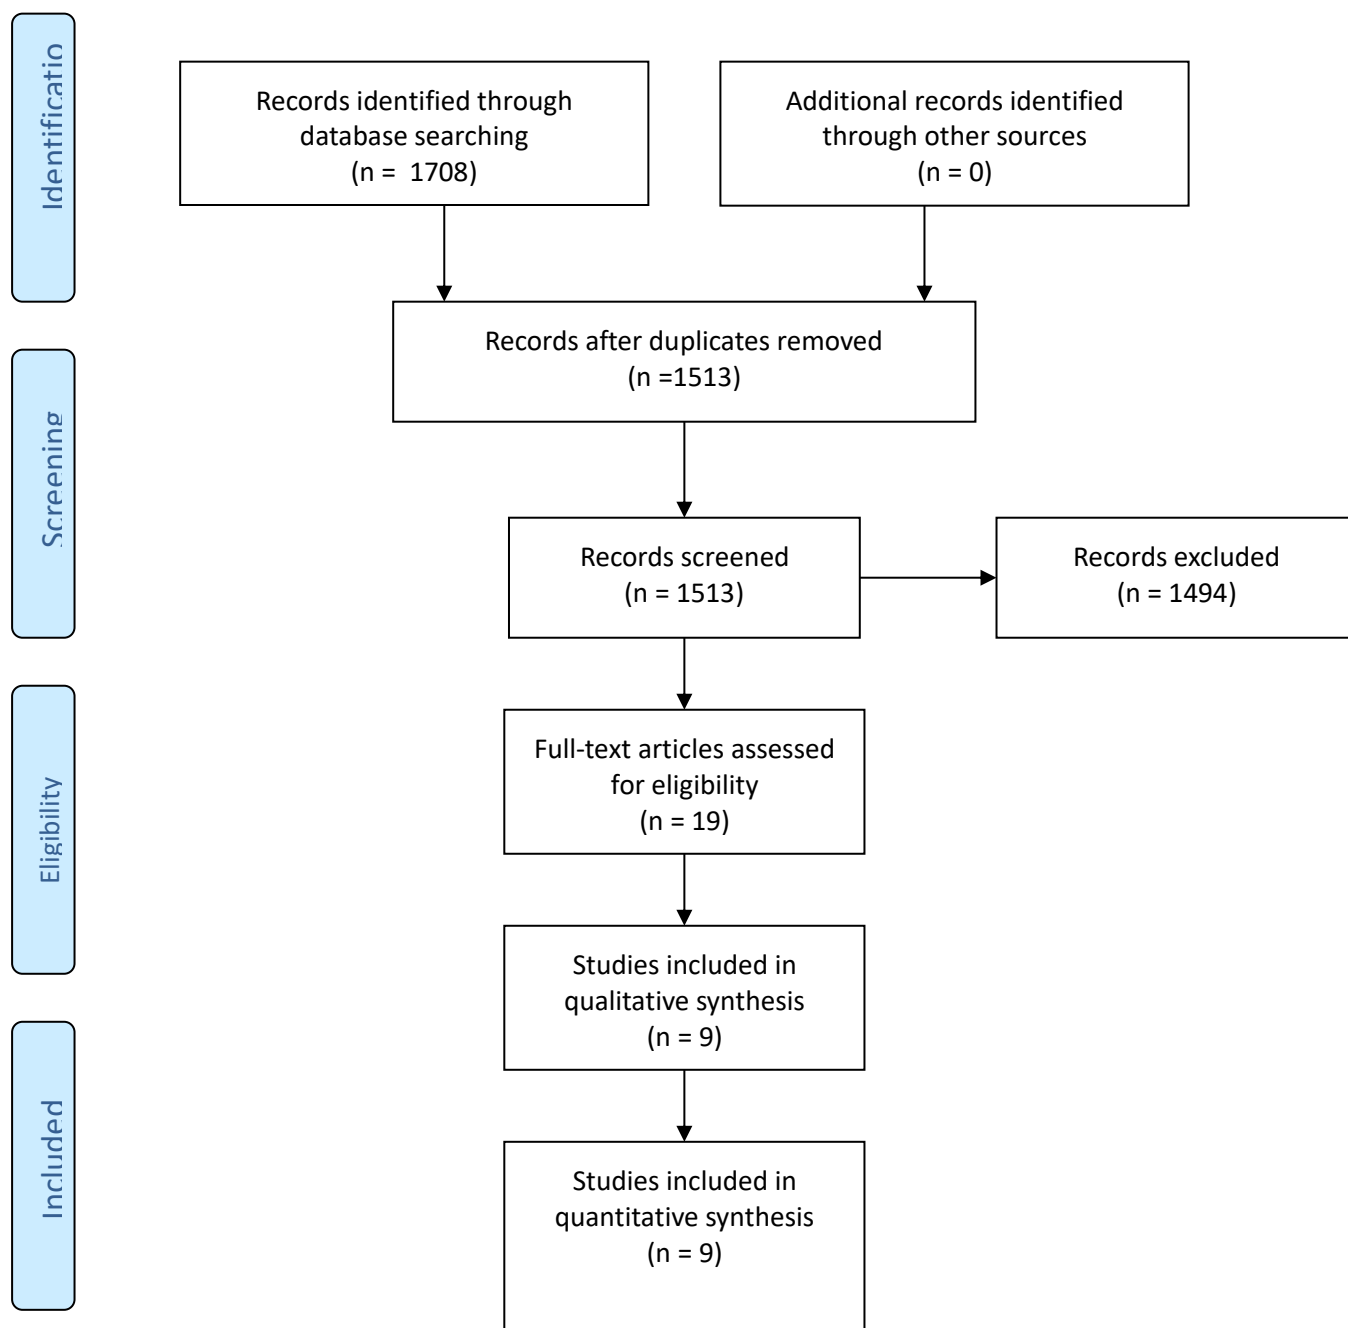 Identificatio
Records identified through
database searching
(n =  1708)
Additional records identified
through other sources
(n = 0)
Records after duplicates removed
(n =1513)
Screening
Records screened
(n = 1513)
Records excluded
(n = 1494)
Eligibility
Full-text articles assessed
for eligibility
(n = 19)
Studies included in
qualitative synthesis
(n = 9)
Included
Studies included in
quantitative synthesis
(n = 9)